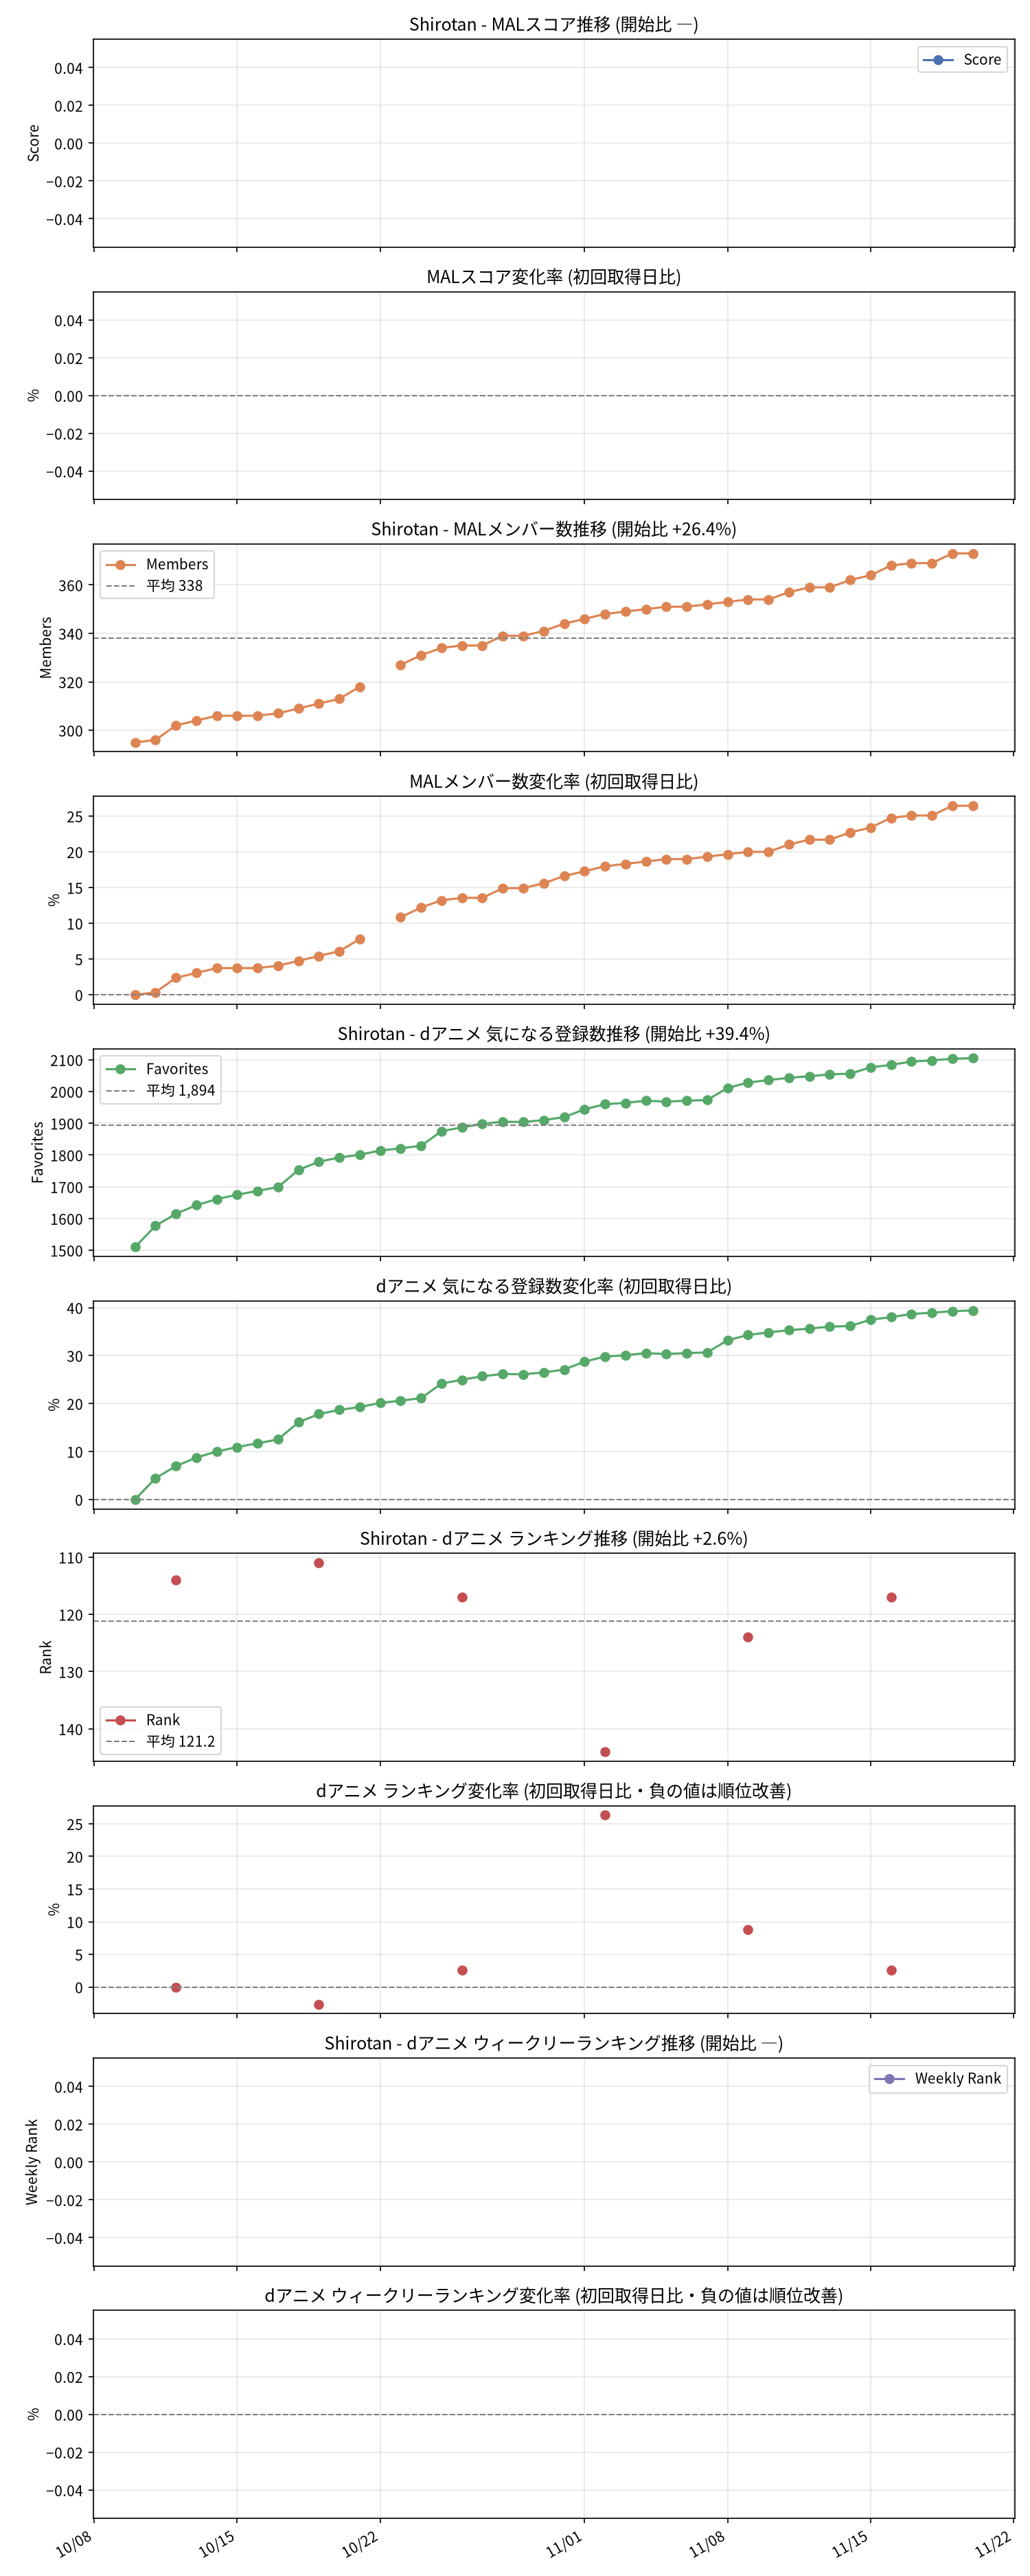 Shirotan - MALスコア推移 (開始比 —)
Score
0.04
0.02
0.00
−0.02
−0.04
Score
MALスコア変化率 (初回取得日比)
0.04
0.02
0.00
−0.02
−0.04
%
Shirotan - MALメンバー数推移 (開始比 +26.4%)
Members
平均 338
360
340
320
300
Members
MALメンバー数変化率 (初回取得日比)
25
20
15
10
5
0
%
Shirotan - dアニメ 気になる登録数推移 (開始比 +39.4%)
Favorites
平均 1,894
2100
2000
1900
1800
1700
1600
1500
Favorites
dアニメ 気になる登録数変化率 (初回取得日比)
40
30
20
10
0
%
Shirotan - dアニメ ランキング推移 (開始比 +2.6%)
110
120
130
140
Rank
Rank
平均 121.2
dアニメ ランキング変化率 (初回取得日比・負の値は順位改善)
25
20
15
10
5
0
%
Shirotan - dアニメ ウィークリーランキング推移 (開始比 —)
Weekly Rank
0.04
0.02
0.00
−0.02
−0.04
Weekly Rank
dアニメ ウィークリーランキング変化率 (初回取得日比・負の値は順位改善)
0.04
0.02
0.00
−0.02
−0.04
%
10/08
10/15
10/22
11/01
11/08
11/15
11/22